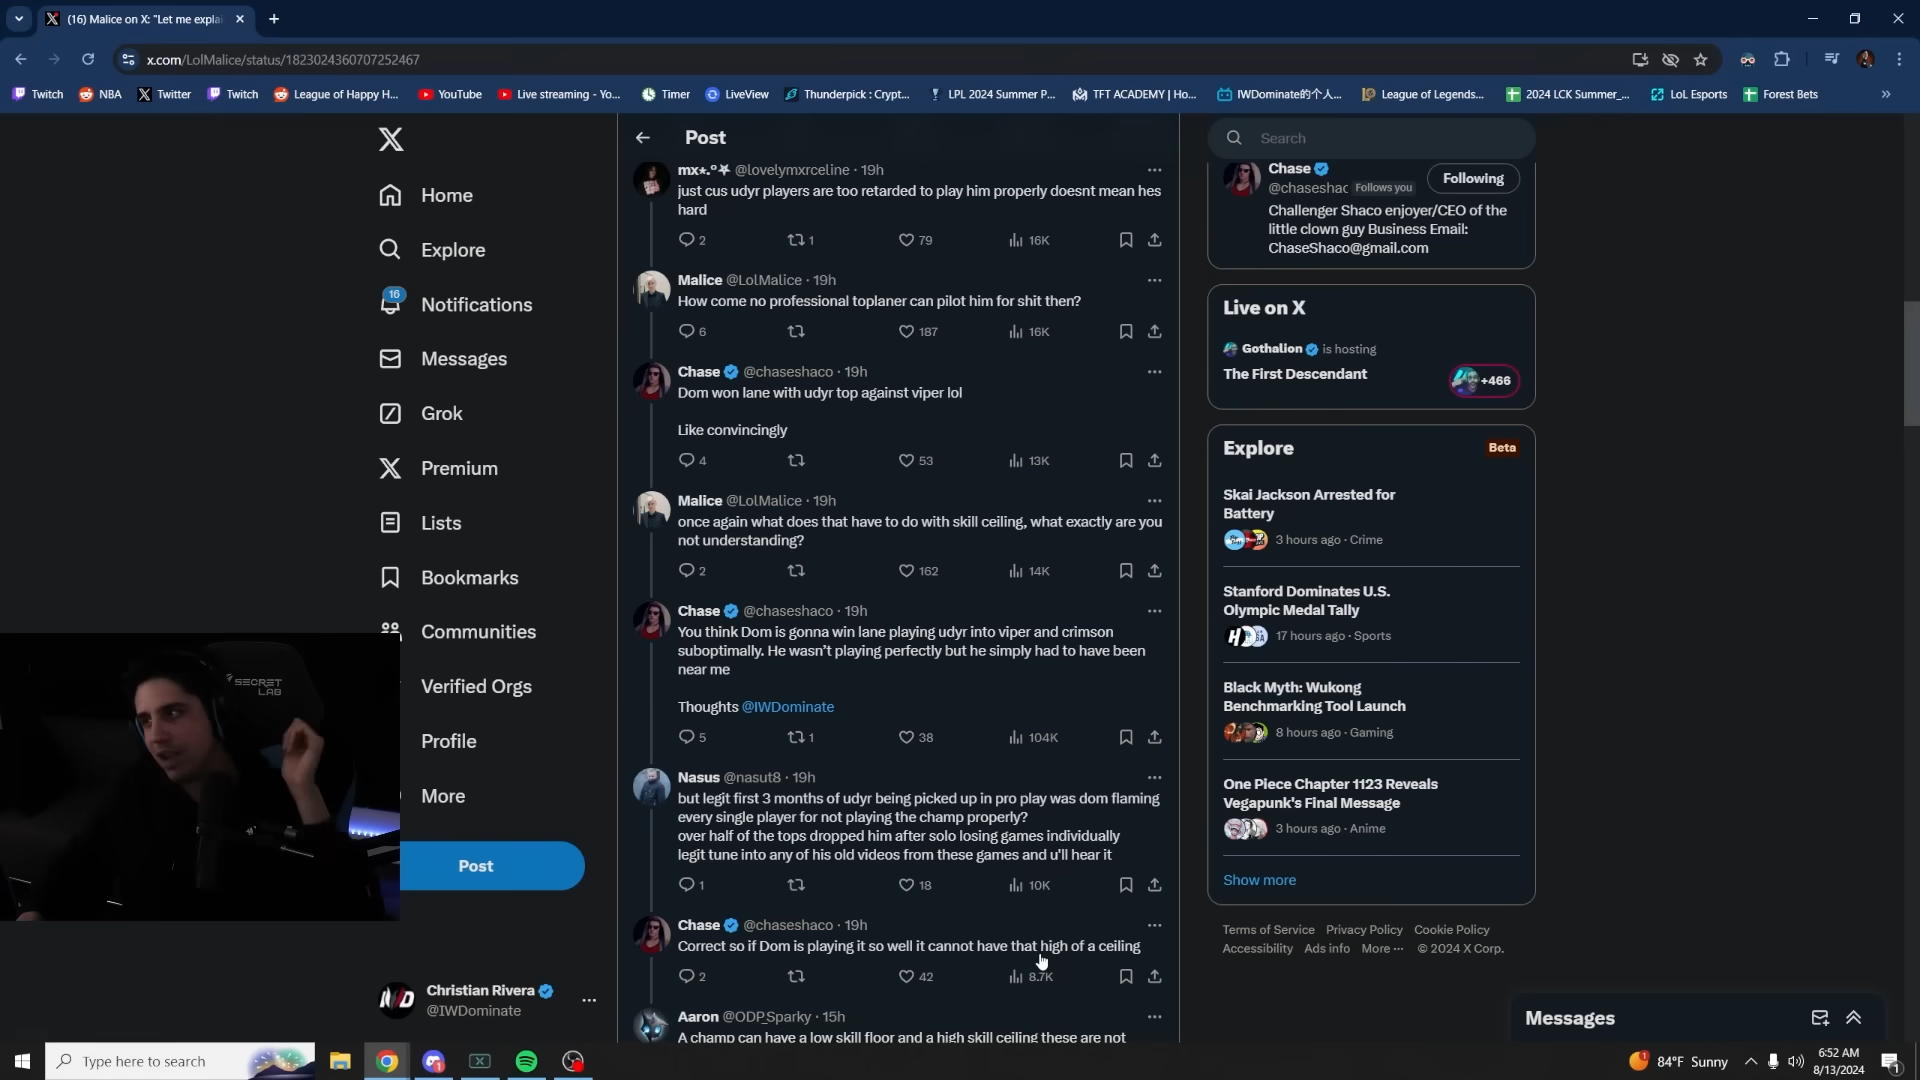 (16) Malice on X: "Let me expla
x.com/LolMalice/status/1823024360707252467
Twitch
NBA
Twitter
Twitch
League of Happy H...
YouTube
Live streaming - Yo...
Timer
LiveView
Thunderpick : Crypt...
LPL 2024 Summer P...
TFT ACADEMY | Ho...
IWDominate的个人...
League of Legends...
2024 LCK Summer_...
LoL Esports
Forest Bets
Home
Explore
16
Notifications
Messages
Grok
Premium
Lists
Bookmarks
Communities
Verified Orgs
Profile
More
Post
SECRET
LAB
Christian Rivera
@IWDominate
Post
@lovelymxrceline · 19h
just cus udyr players are too retarded to play him properly doesnt mean hes
hard
2 1 79 16K
Malice @LolMalice · 19h
How come no professional toplaner can pilot him for shit then?
6 187 16K
Chase @chaseshaco · 19h
Dom won lane with udyr top against viper lol
Like convincingly
4 53 13K
Malice @LolMalice · 19h
once again what does that have to do with skill ceiling, what exactly are you
not understanding?
2 162 14K
Chase @chaseshaco · 19h
You think Dom is gonna win lane playing udyr into viper and crimson
suboptimally. He wasn't playing perfectly but he simply had to have been
near me
Thoughts @IWDominate
5 1 38 104K
Nasus @nasut8 · 19h
but legit first 3 months of udyr being picked up in pro play was dom flaming
every single player for not playing the champ properly?
over half of the tops dropped him after solo losing games individually
legit tune into any of his old videos from these games and u'll hear it
1 18 10K
Chase @chaseshaco · 19h
Correct so if Dom is playing it so well it cannot have that high of a ceiling
2 42 8.7K
Aaron @ODP_Sparky · 15h
A champ can have a low skill floor and a high skill ceiling these are not
Search
Chase
@chaseshac Follows you
Following
Challenger Shaco enjoyer/CEO of the
little clown guy Business Email:
ChaseShaco@gmail.com
Live on X
Gothalion is hosting
The First Descendant
+466
Explore
Beta
Skai Jackson Arrested for
Battery
3 hours ago · Crime
Stanford Dominates U.S.
Olympic Medal Tally
17 hours ago · Sports
Black Myth: Wukong
Benchmarking Tool Launch
8 hours ago · Gaming
One Piece Chapter 1123 Reveals
Vegapunk's Final Message
3 hours ago · Anime
Show more
Terms of Service Privacy Policy Cookie Policy
Accessibility Ads info More ··· © 2024 X Corp.
Messages
Type here to search
84°F Sunny
6:52 AM
8/13/2024